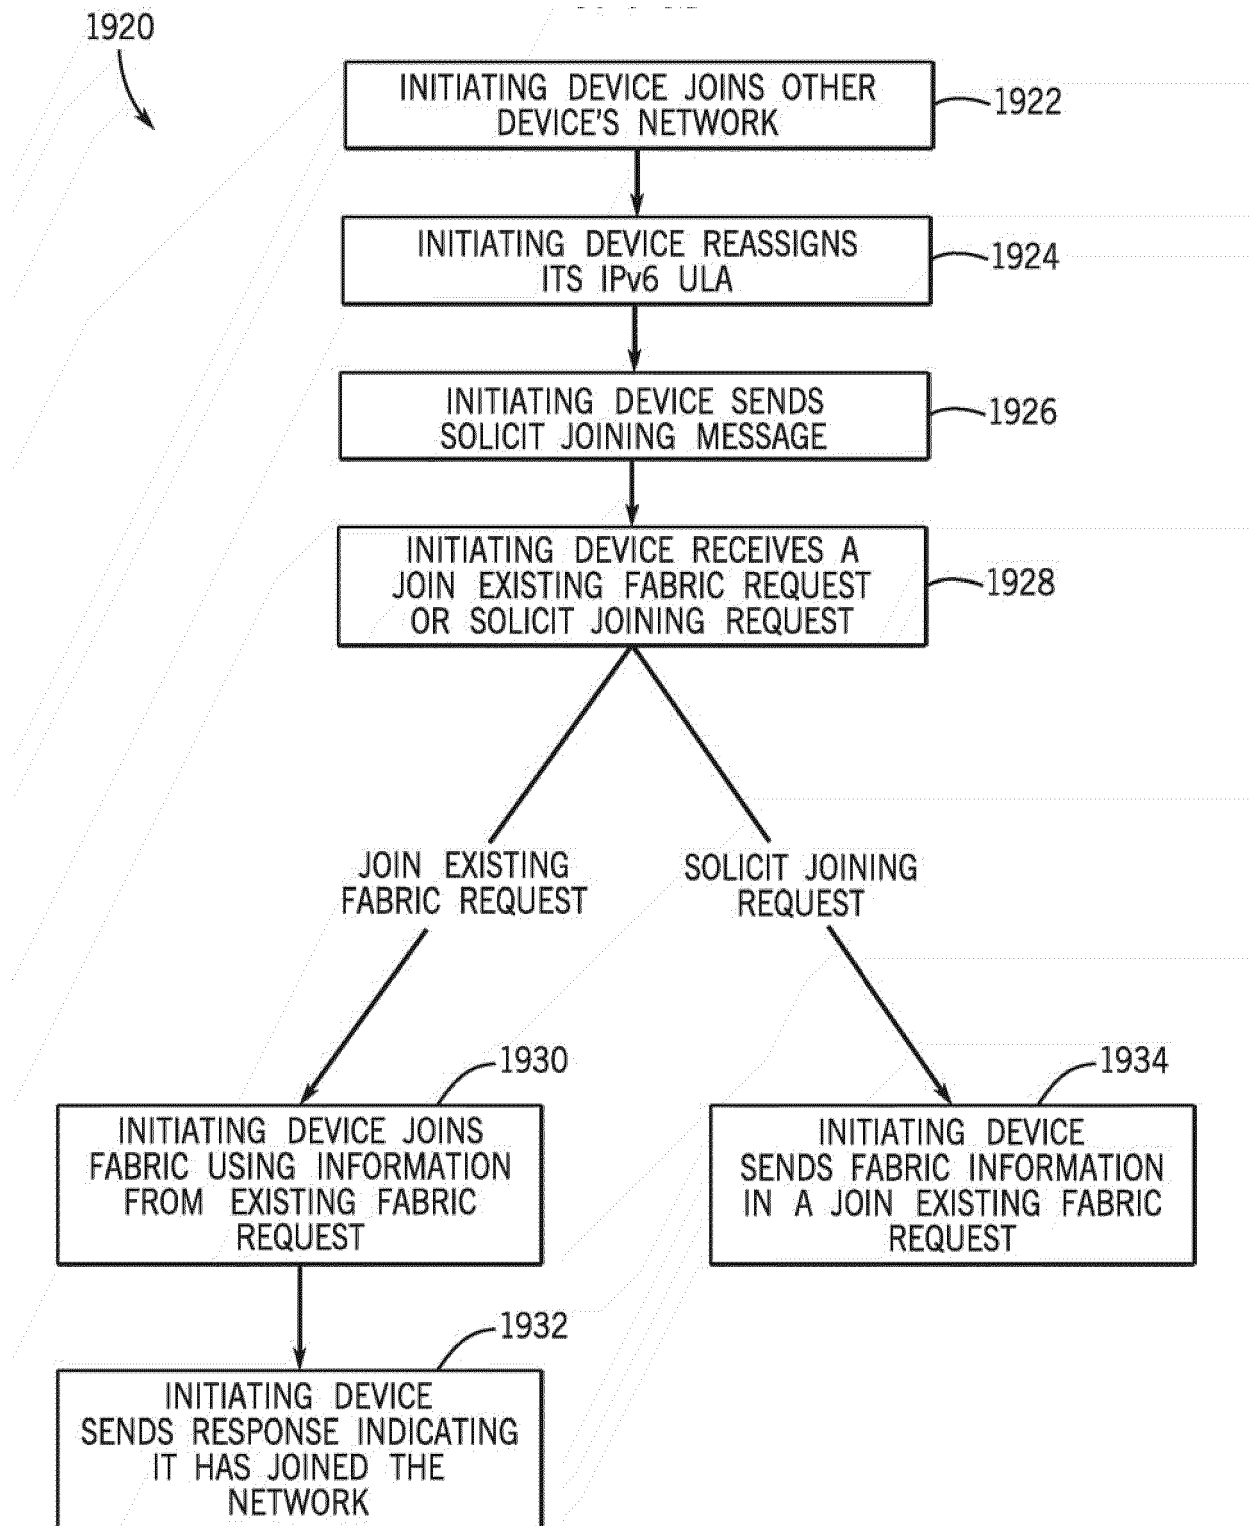 1920
INITIATING DEVICE JOINS OTHER
DEVICE'S NETWORK
1922
INITIATING DEVICE REASSIGNS
ITS IPv6 ULA
1924
INITIATING DEVICE SENDS
SOLICIT JOINING MESSAGE
1926
INITIATING DEVICE RECEIVES A
JOIN EXISTING FABRIC REQUEST
OR SOLICIT JOINING REQUEST
1928
JOIN EXISTING
FABRIC REQUEST
SOLICIT JOINING
REQUEST
1930
INITIATING DEVICE JOINS
FABRIC USING INFORMATION
FROM EXISTING FABRIC
REQUEST
1934
INITIATING DEVICE
SENDS FABRIC INFORMATION
IN A JOIN EXISTING FABRIC
REQUEST
1932
INITIATING DEVICE
SENDS RESPONSE INDICATING
IT HAS JOINED THE
NETWORK